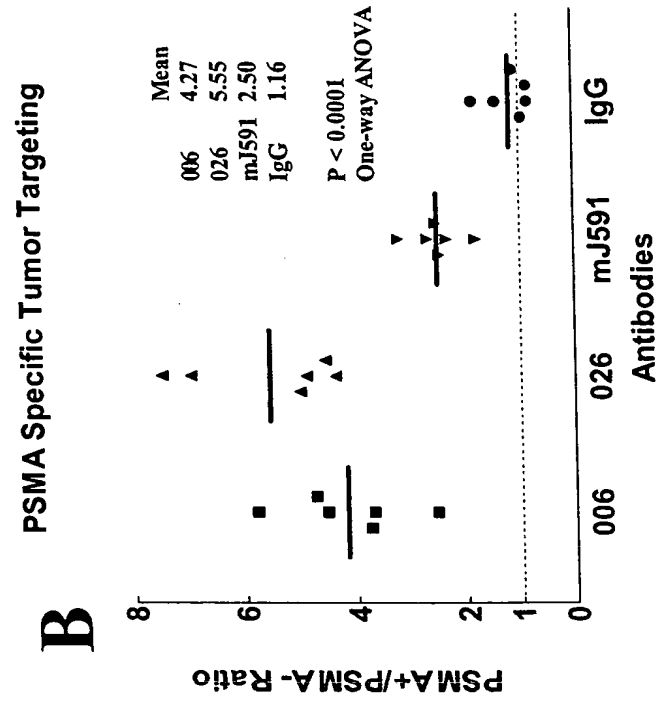 B
PSMA Specific Tumor Targeting
PSMA+/PSMA- Ratio
8
6
4
2
1
0
Mean
006 4.27
026 5.55
mJ591 2.50
IgG 1.16
P < 0.0001
One-way ANOVA
006 026 mJ591 IgG
Antibodies